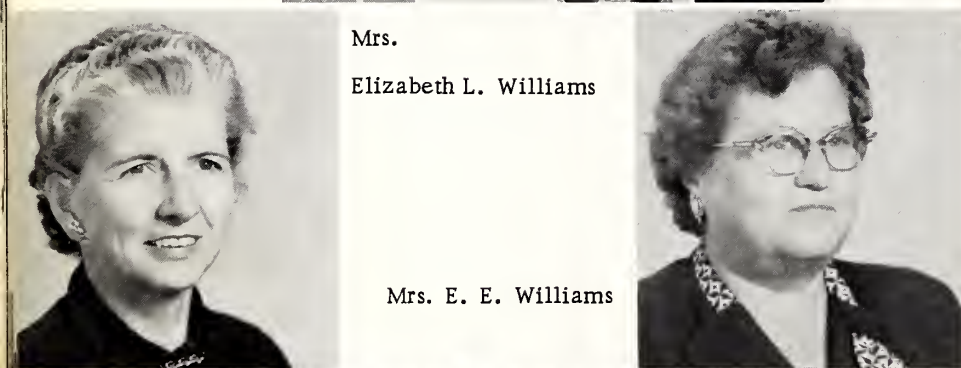 Mrs.
Elizabeth L. Williams
Mrs. E. E. Williams